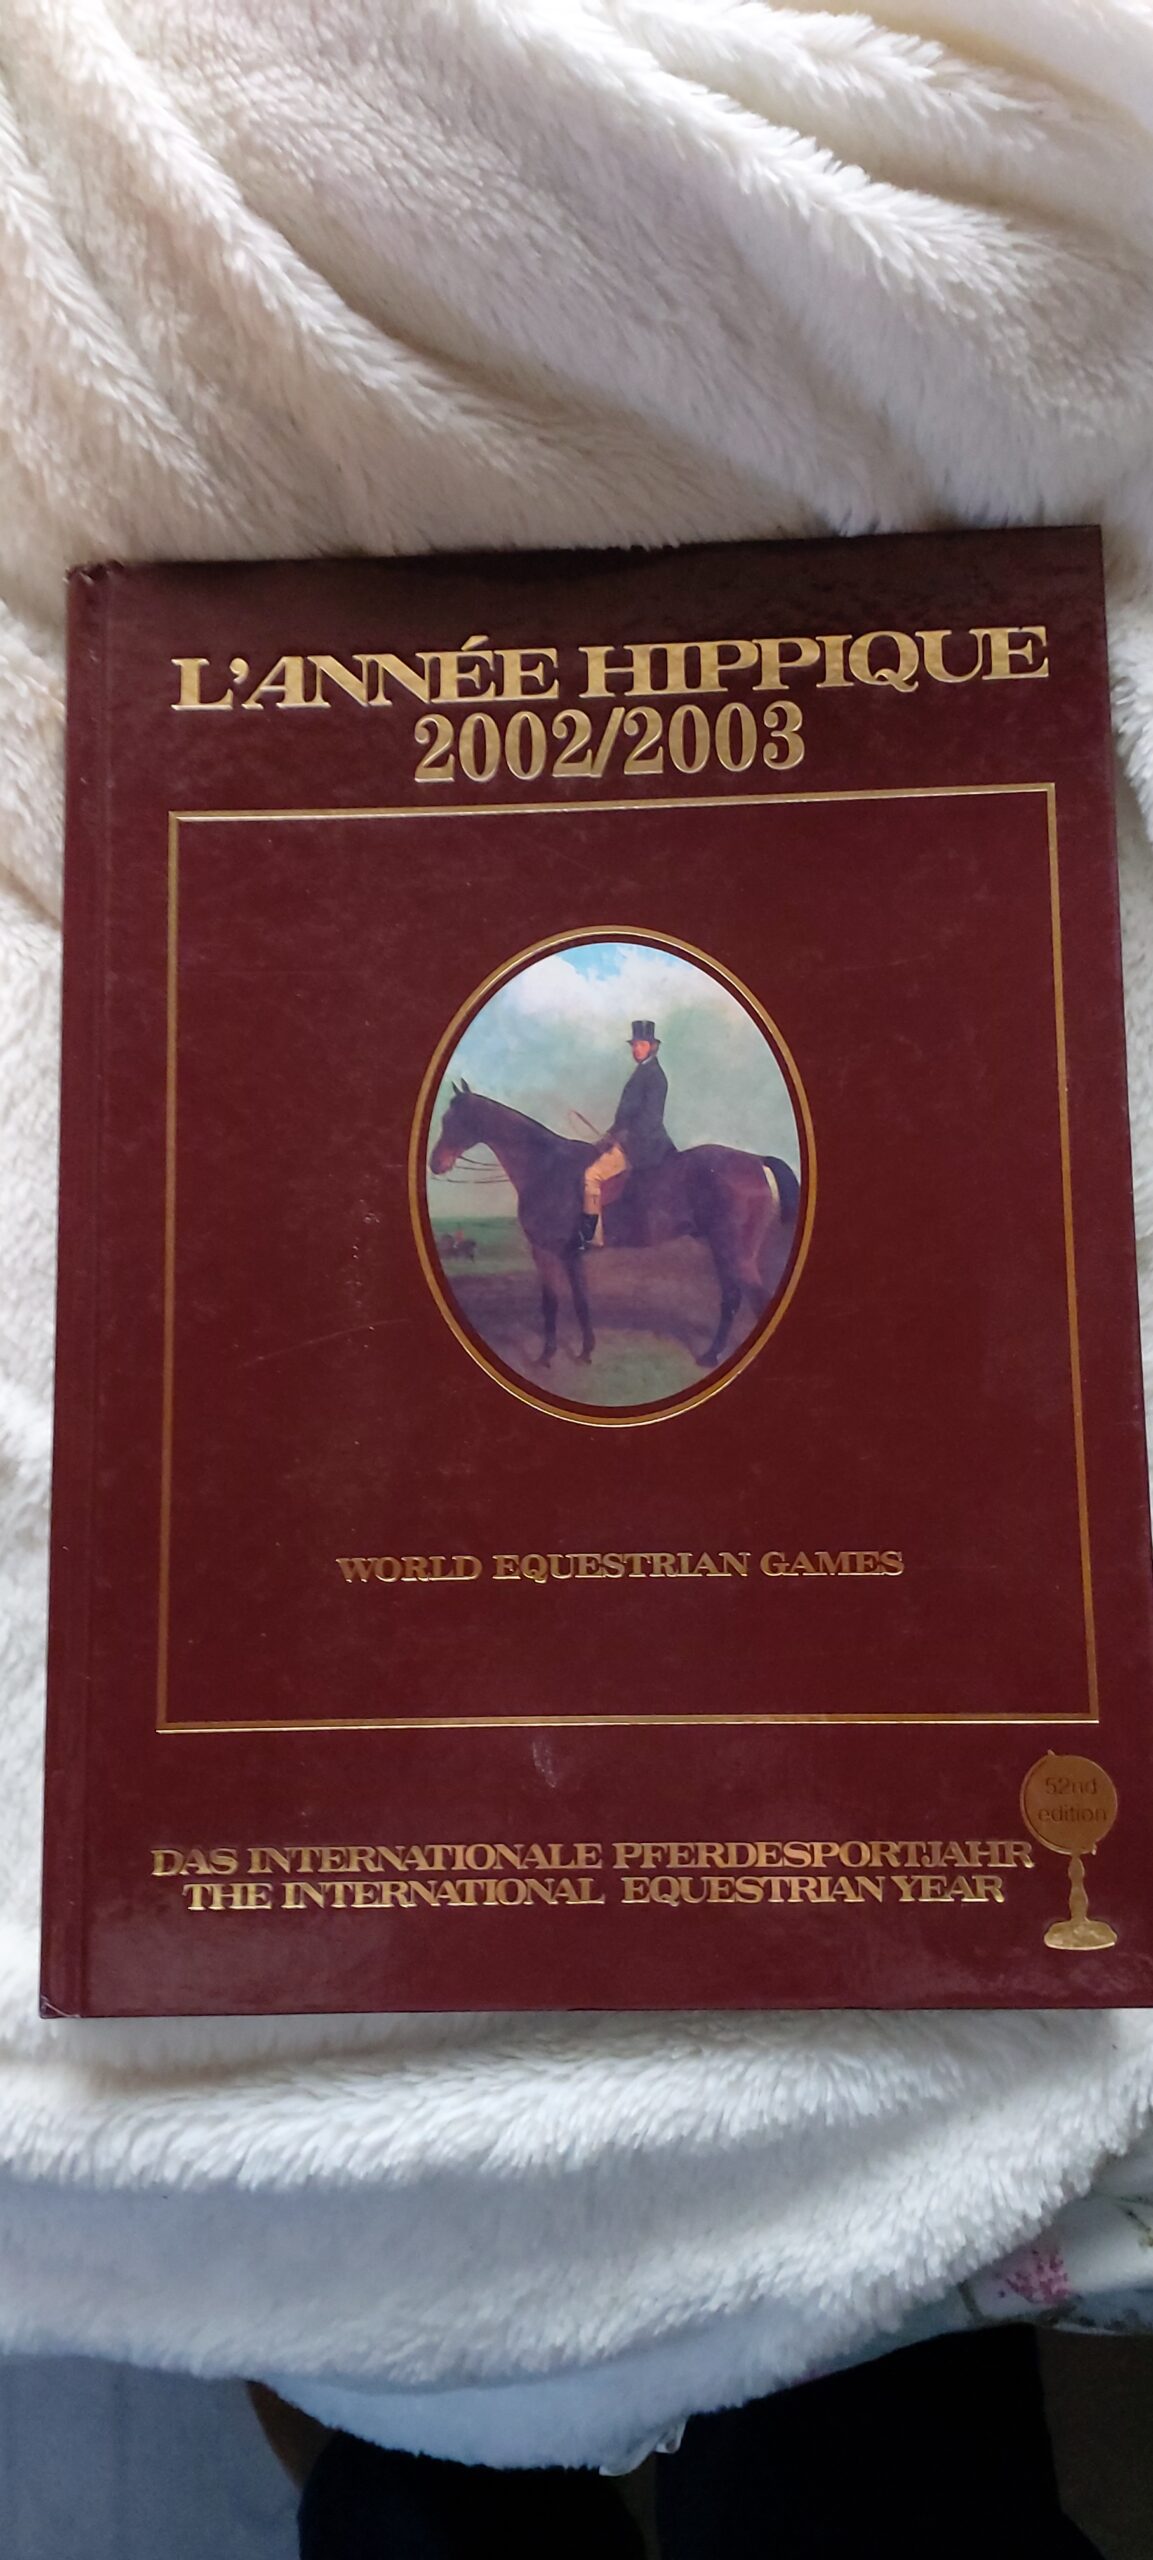 L'ANNÉE HIPPIQUE
2002/2003
WORLD EQUESTRIAN GAMES
52nd
edition
DAS INTERNATIONALE PFERDESPORTJAHR
THE INTERNATIONAL EQUESTRIAN YEAR